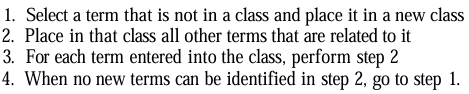 1. Select a term that is not in a class and place it in a new class
2. Place in that class all other terms that are related to it
3. For each term entered into the class, perform step 2
4. When no new terms can be identified in step 2, go to step 1.